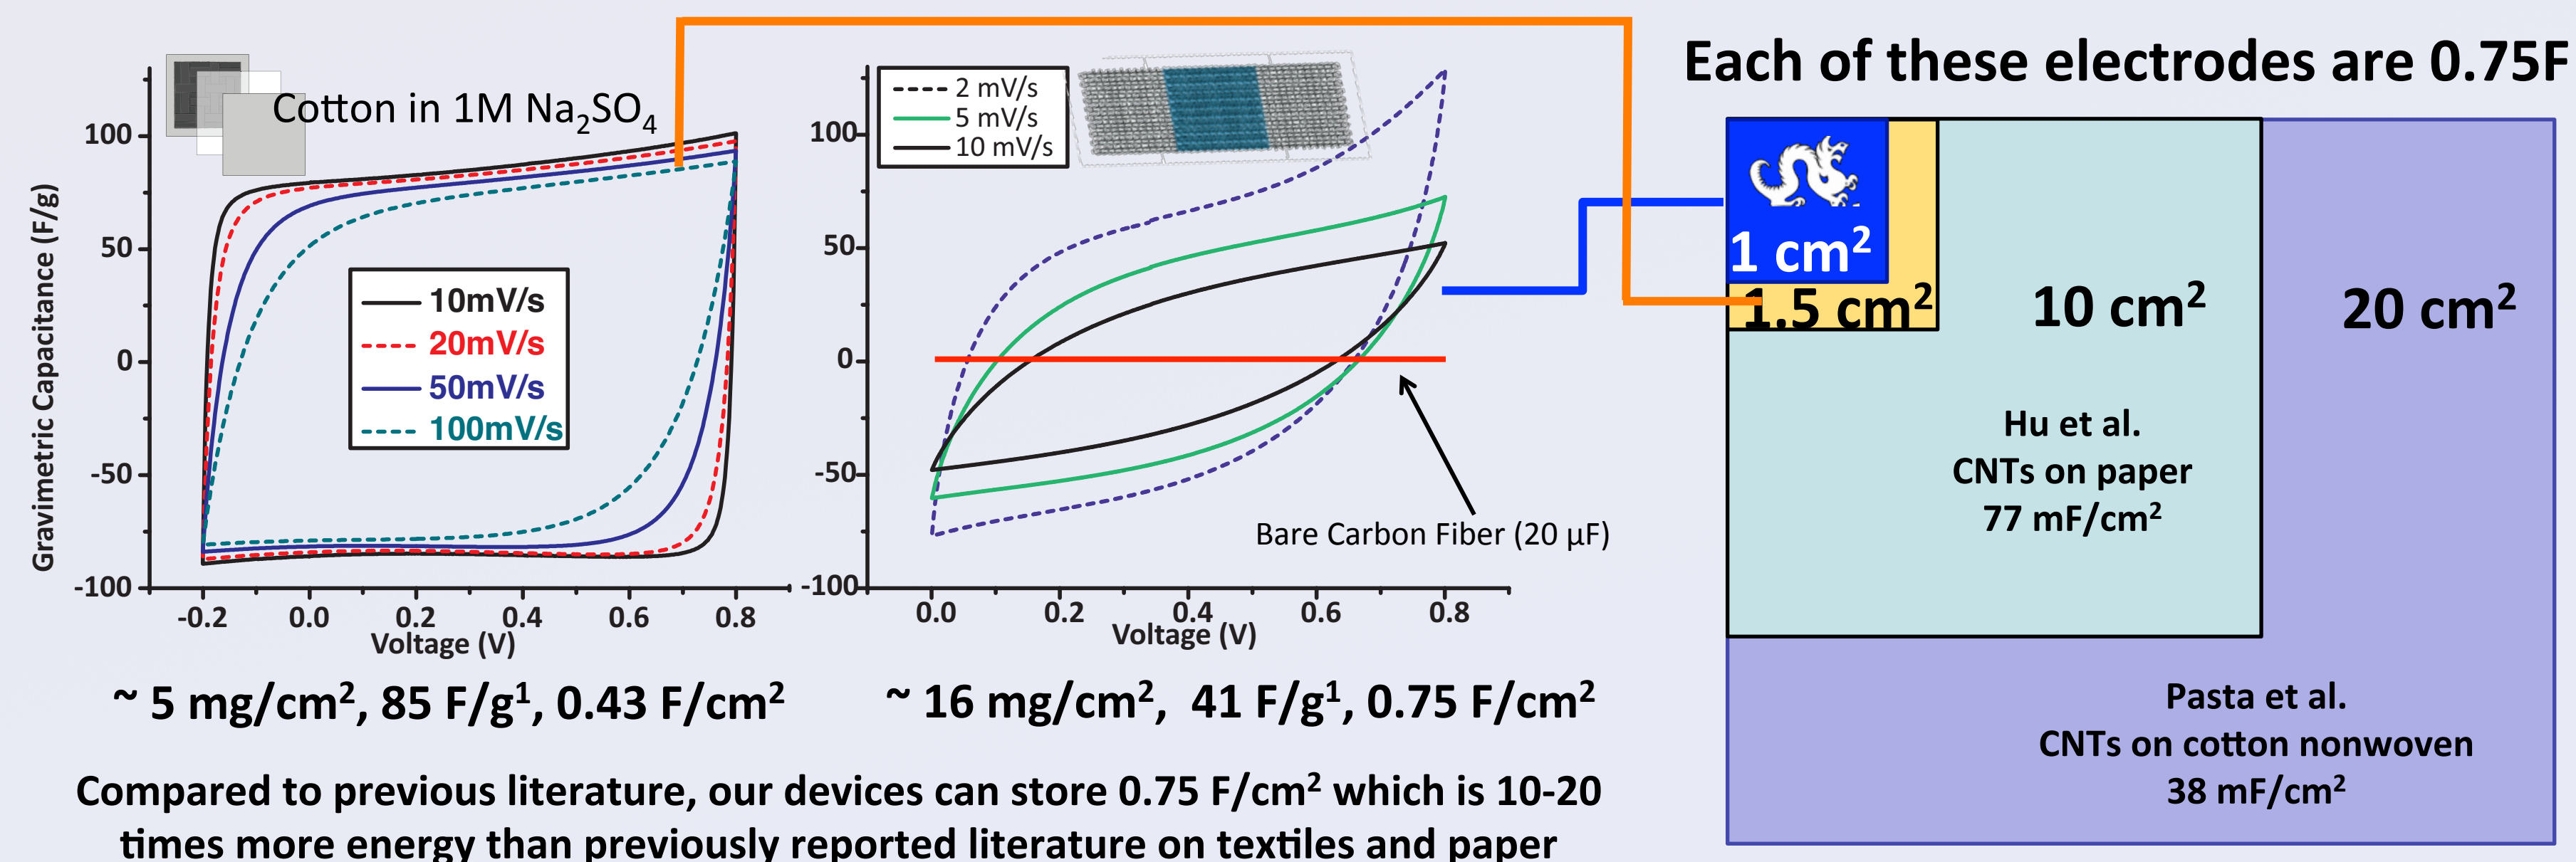 Cotton in 1M Na₂SO₄
Gravimetric Capacitance (F/g)
100
50
0
-50
-100
10mV/s
20mV/s
50mV/s
100mV/s
-0.2 0.0 0.2 0.4 0.6 0.8
Voltage (V)
~ 5 mg/cm², 85 F/g¹, 0.43 F/cm²
2 mV/s
5 mV/s
10 mV/s
100
50
0
-50
-100
Bare Carbon Fiber (20 µF)
0.0 0.2 0.4 0.6 0.8
Voltage (V)
~ 16 mg/cm², 41 F/g¹, 0.75 F/cm²
Compared to previous literature, our devices can store 0.75 F/cm² which is 10-20
times more energy than previously reported literature on textiles and paper
Each of these electrodes are 0.75F
1 cm²
1.5 cm²
10 cm²
20 cm²
Hu et al.
CNTs on paper
77 mF/cm²
Pasta et al.
CNTs on cotton nonwoven
38 mF/cm²